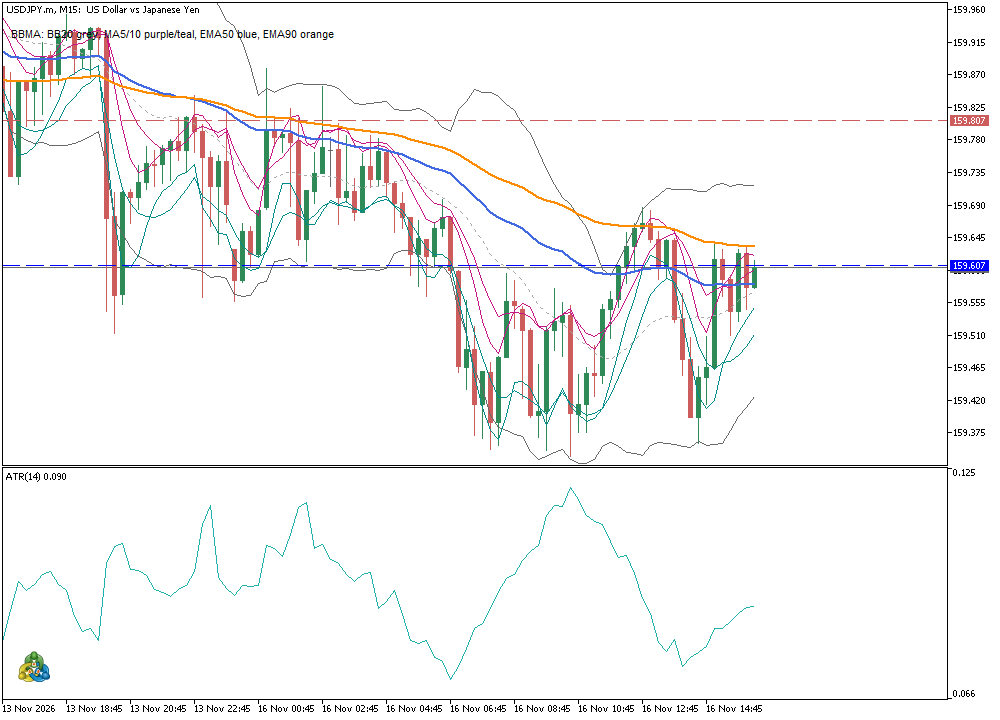 USDJPY.m, M15: US Dollar vs Japanese Yen
BBMA: BB20 grey, MA5/10 purple/teal, EMA50 blue, EMA90 orange
159.960
159.915
159.870
159.825
159.807
159.780
159.735
159.690
159.645
159.607
159.555
159.510
159.465
159.420
159.375
ATR(14) 0.090
0.125
0.066
13 Nov 2026
13 Nov 18:45
13 Nov 20:45
13 Nov 22:45
16 Nov 00:45
16 Nov 02:45
16 Nov 04:45
16 Nov 06:45
16 Nov 08:45
16 Nov 10:45
16 Nov 12:45
16 Nov 14:45